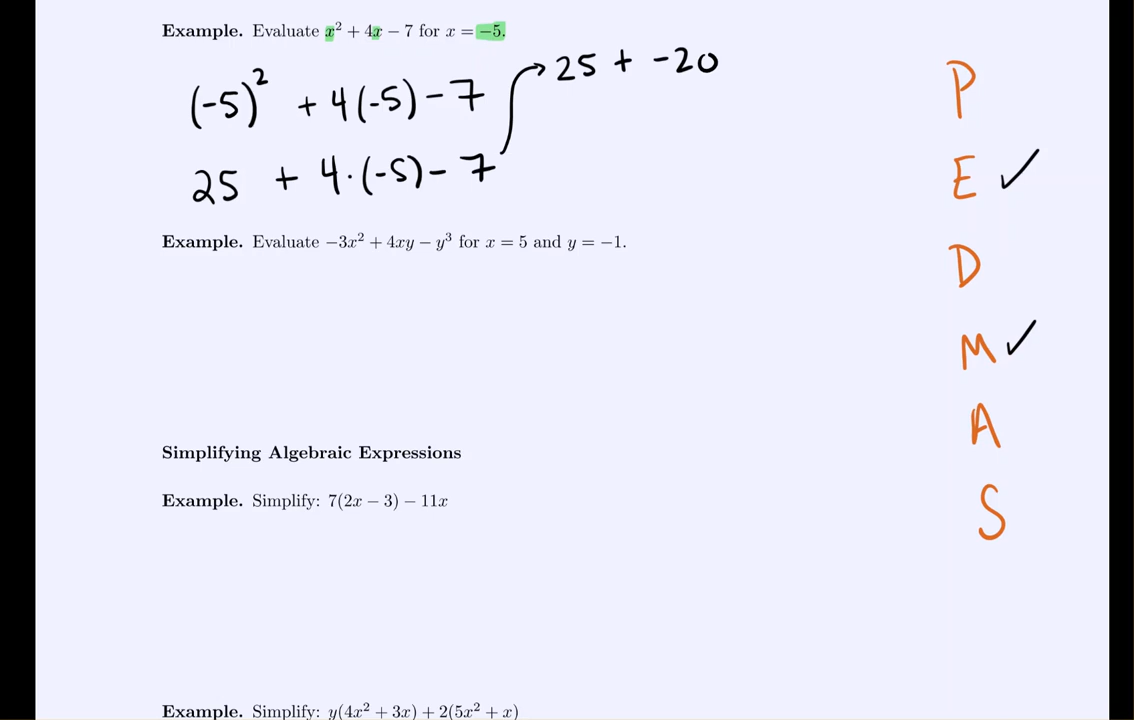 Example. Evaluate x² + 4x − 7 for x = −5.
(-5)² + 4(-5) - 7
25 + 4·(-5) - 7
25 + -20
Example. Evaluate −3x² + 4xy − y³ for x = 5 and y = −1.
Simplifying Algebraic Expressions
Example. Simplify: 7(2x − 3) − 11x
Example. Simplify: y(4x² + 3x) + 2(5x² + x)
P
E ✓
D
M ✓
A
S